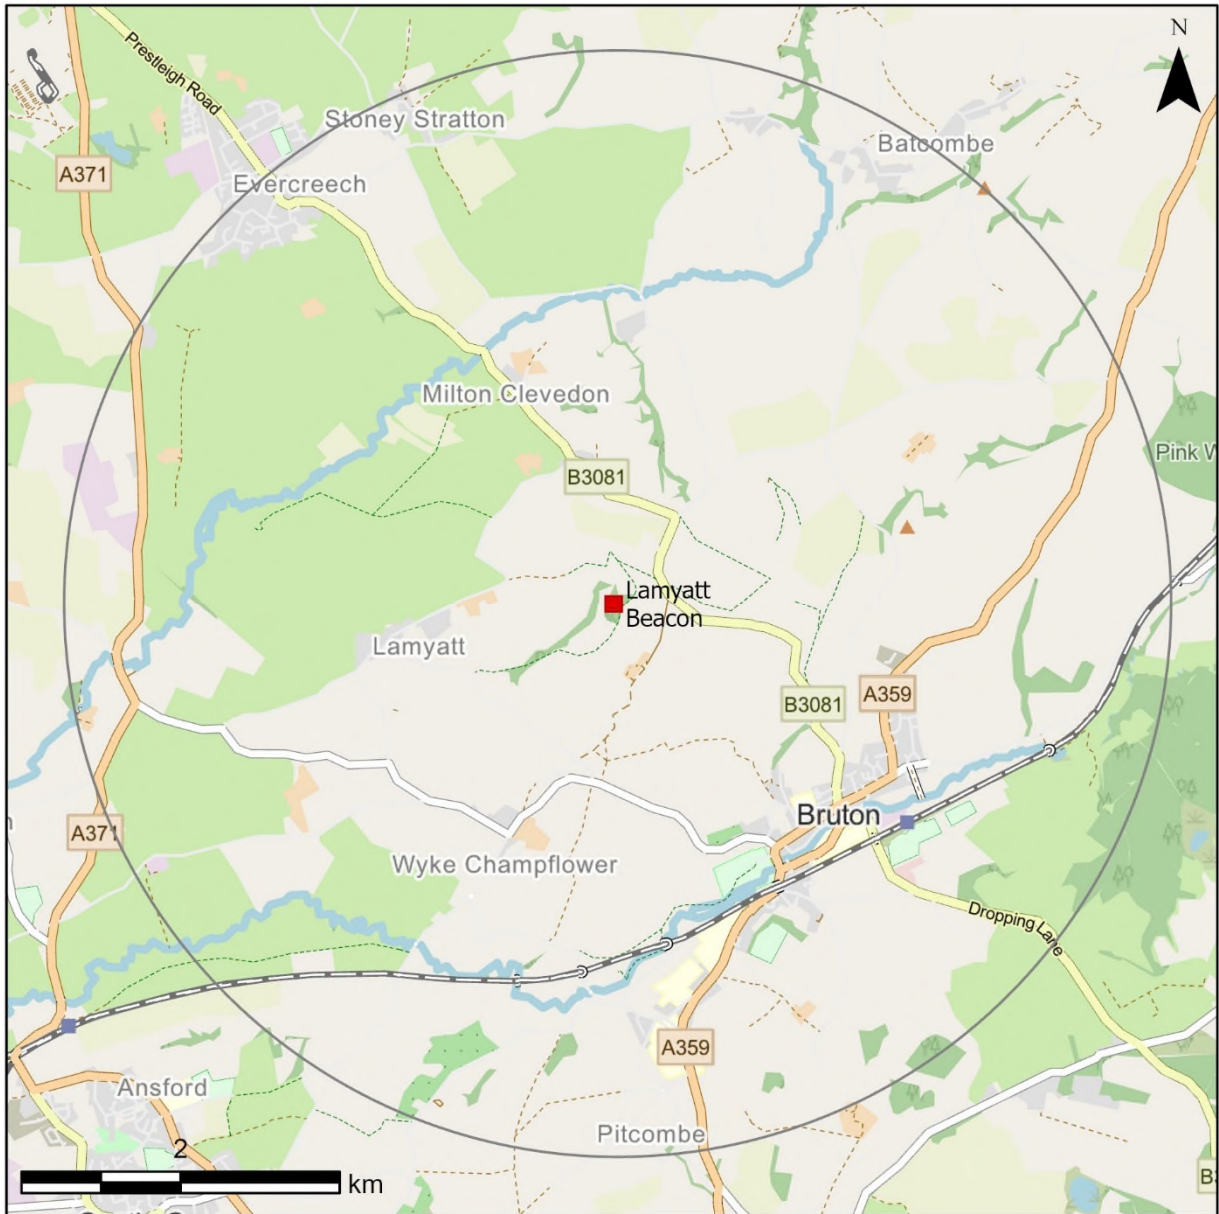 N
Prestleigh Road
Stoney Stratton
Batcombe
A371
Evercreech
Milton Clevedon
Pink W
B3081
Lamyatt
Beacon
Lamyatt
B3081
A359
A371
Bruton
Wyke Champflower
Dropping Lane
A359
Ansford
Pitcombe
2
km